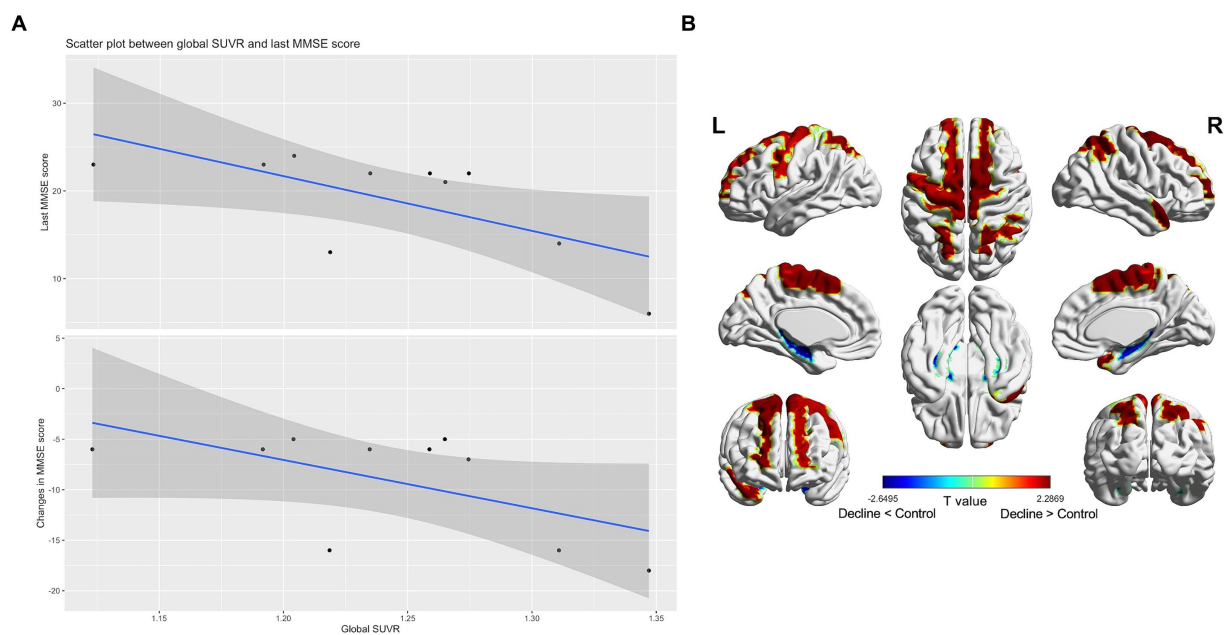 A
Scatter plot between global SUVR and last MMSE score
30
20
10
Last MMSE score
5
0
-5
-10
-15
-20
Changes in MMSE score
1.15
1.20
1.25
1.30
1.35
Global SUVR
B
L
R
-2.6495
T value
2.2869
Decline < Control
Decline > Control